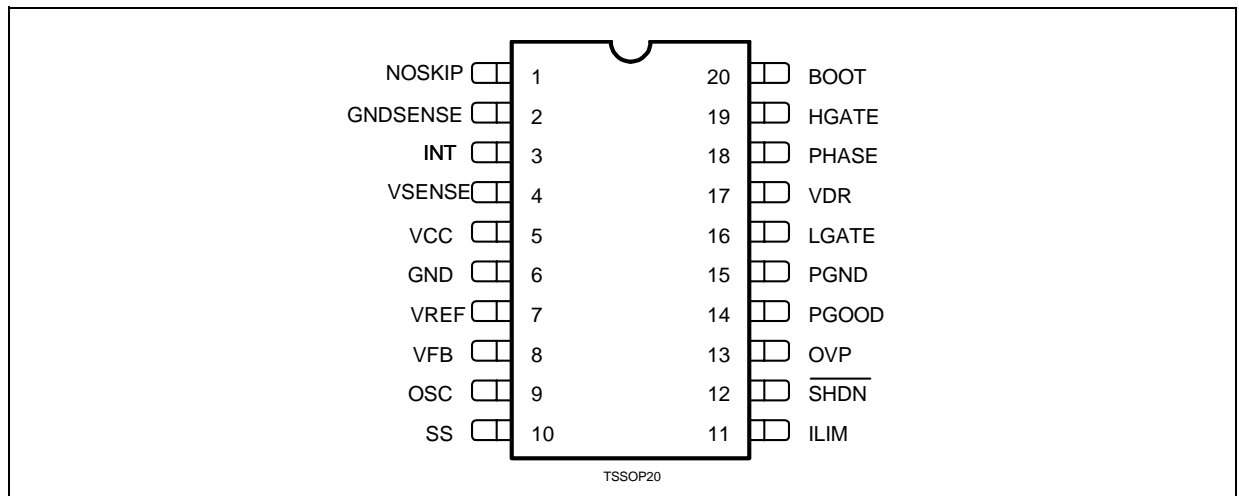 NOSKIP 1 20 BOOT
GNDSENSE 2 19 HGATE
INT 3 18 PHASE
VSENSE 4 17 VDR
VCC 5 16 LGATE
GND 6 15 PGND
VREF 7 14 PGOOD
VFB 8 13 OVP
OSC 9 12 SHDN
SS 10 11 ILIM
TSSOP20